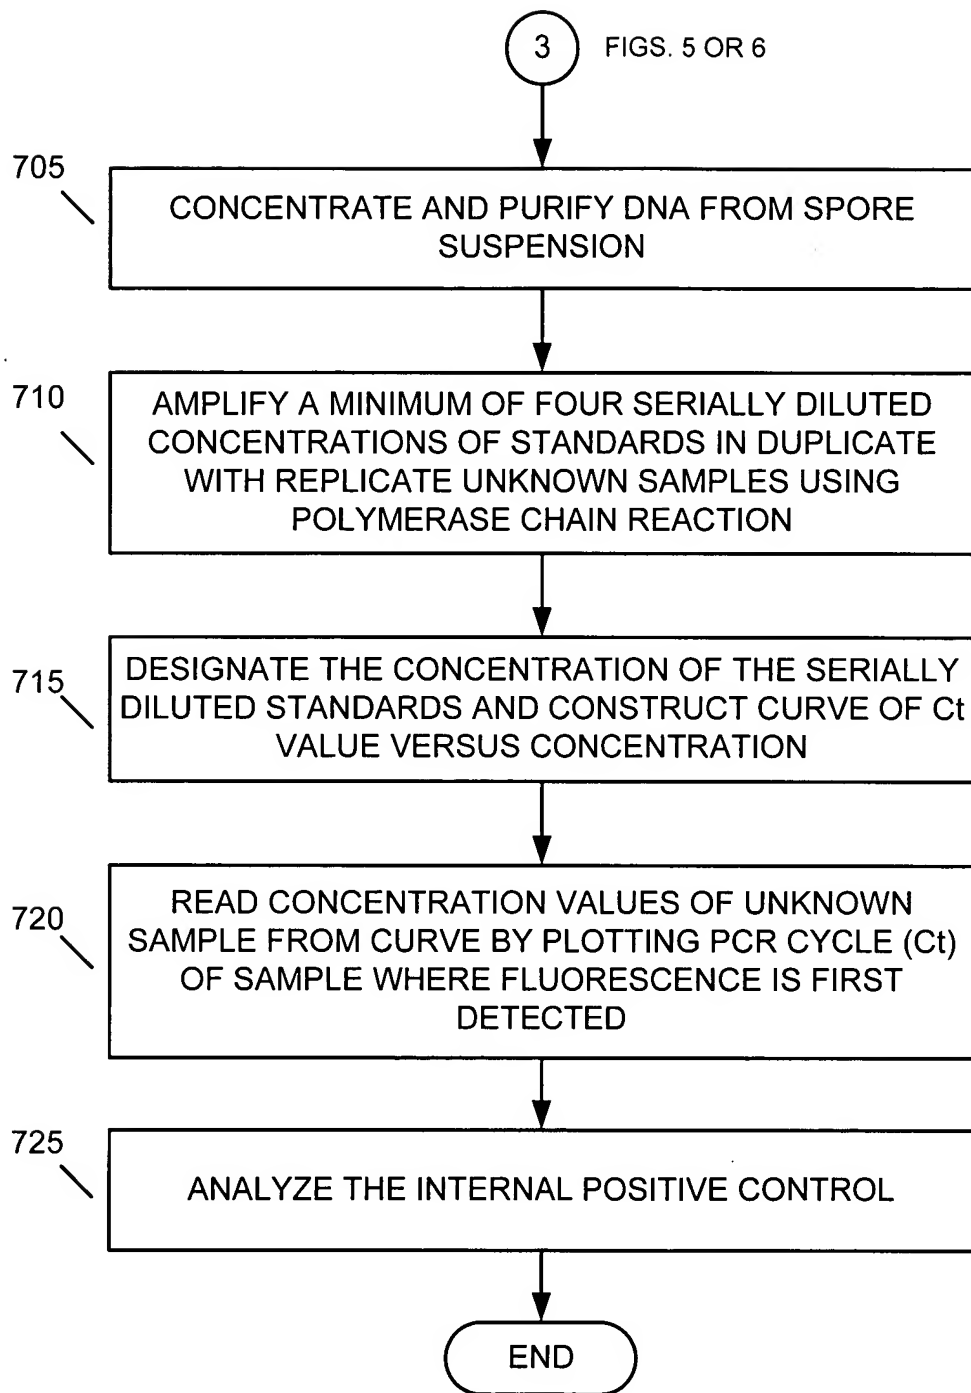 3 FIGS. 5 OR 6
705
CONCENTRATE AND PURIFY DNA FROM SPORE
SUSPENSION
710
AMPLIFY A MINIMUM OF FOUR SERIALLY DILUTED
CONCENTRATIONS OF STANDARDS IN DUPLICATE
WITH REPLICATE UNKNOWN SAMPLES USING
POLYMERASE CHAIN REACTION
715
DESIGNATE THE CONCENTRATION OF THE SERIALLY
DILUTED STANDARDS AND CONSTRUCT CURVE OF Ct
VALUE VERSUS CONCENTRATION
720
READ CONCENTRATION VALUES OF UNKNOWN
SAMPLE FROM CURVE BY PLOTTING PCR CYCLE (Ct)
OF SAMPLE WHERE FLUORESCENCE IS FIRST
DETECTED
725
ANALYZE THE INTERNAL POSITIVE CONTROL
END